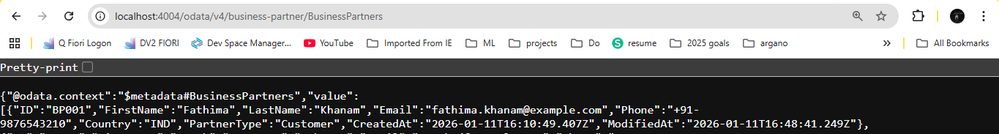 localhost:4004/odata/v4/business-partner/BusinessPartners
Q Fiori Logon DV2 FIORI Dev Space Manager... YouTube Imported From IE ML projects Do S resume 2025 goals argano » All Bookmarks
Pretty-print
{"@odata.context":"$metadata#BusinessPartners","value":
[{"ID":"BP001","FirstName":"Fathima","LastName":"Khanam","Email":"fathima.khanam@example.com","Phone":"+91-
9876543210","Country":"IND","PartnerType":"Customer","CreatedAt":"2026-01-11T16:10:49.407Z","ModifiedAt":"2026-01-11T16:48:41.249Z"},